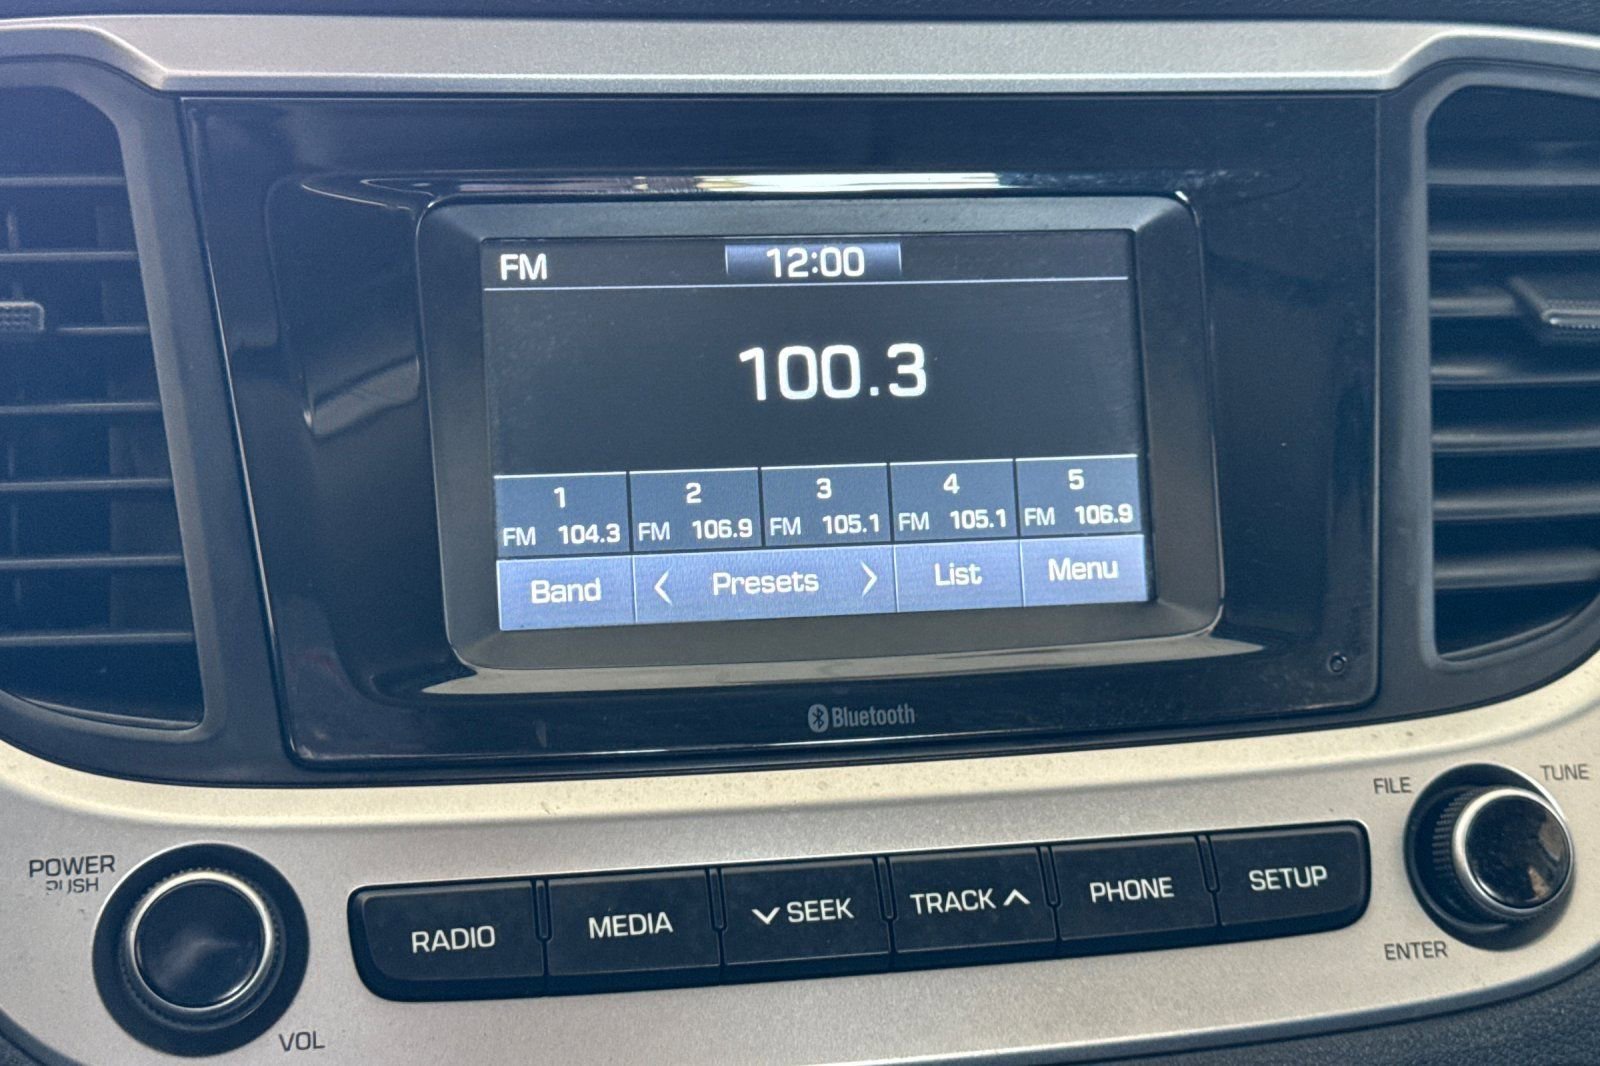 FM 12:00
100.3
1 2 3 4 5
FM 104.3 FM 106.9 FM 105.1 FM 105.1 FM 106.9
Band < Presets > List Menu
Bluetooth
FILE TUNE
POWER
PUSH
RADIO MEDIA SEEK TRACK PHONE SETUP
ENTER
VOL